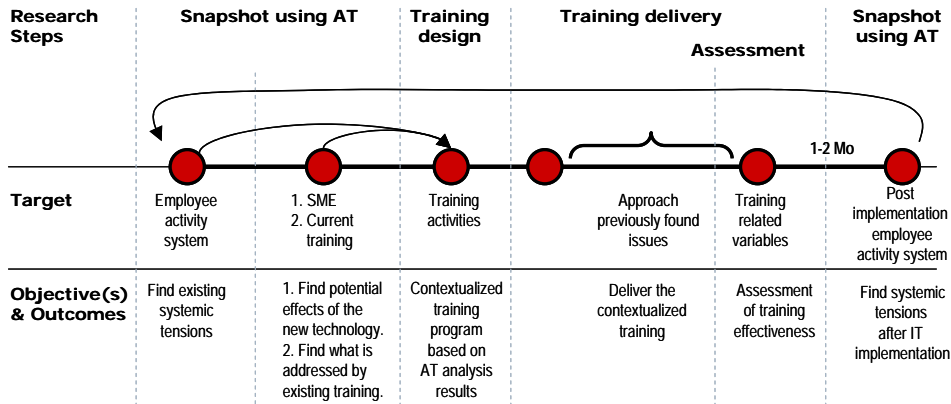 Research
Steps
Snapshot using AT
Training
design
Training delivery
Assessment
Snapshot
using AT
1-2 Mo
Target
Employee
activity
system
1. SME
2. Current
training
Training
activities
Approach
previously found
issues
Training
related
variables
Post
implementation
employee
activity system
Objective(s)
& Outcomes
Find existing
systemic
tensions
1. Find potential
effects of the
new technology.
2. Find what is
addressed by
existing training.
Contextualized
training
program
based on
AT analysis
results
Deliver the
contextualized
training
Assessment
of training
effectiveness
Find systemic
tensions
after IT
implementation